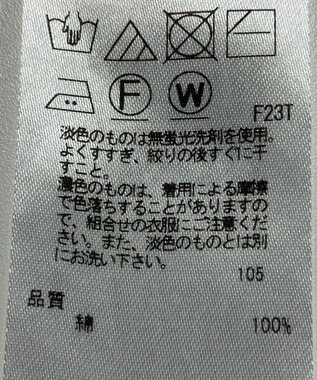 F W F23T
淡色のものは無蛍光洗剤を使用。
よくすすぎ、絞りの後すぐに干
すこと。
濃色のものは、着用による摩擦
で色落ちすることがありますの
で、組合せの衣服にご注意くだ
さい。また、淡色のものとは別
にお洗い下さい。
105
品質
綿 100%